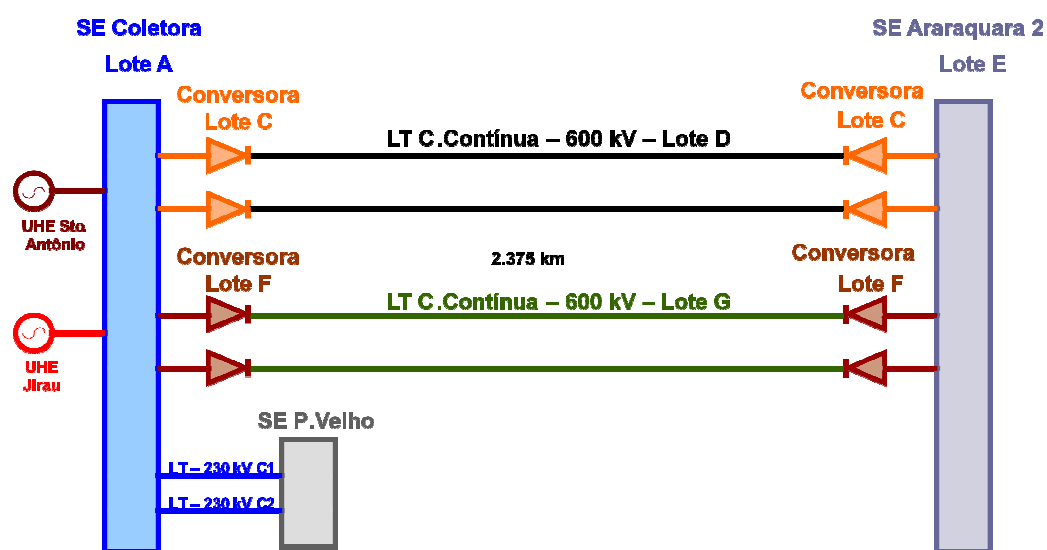 SE Coletora
Lote A
SE Araraquara 2
Lote E
Conversora
Lote C
Conversora
Lote C
LT C.Contínua – 600 kV – Lote D
UHE Sto.
Antônio
2.375 km
Conversora
Lote F
Conversora
Lote F
LT C.Contínua – 600 kV – Lote G
UHE
Jirau
SE P.Velho
LT – 230 kV C1
LT – 230 kV C2